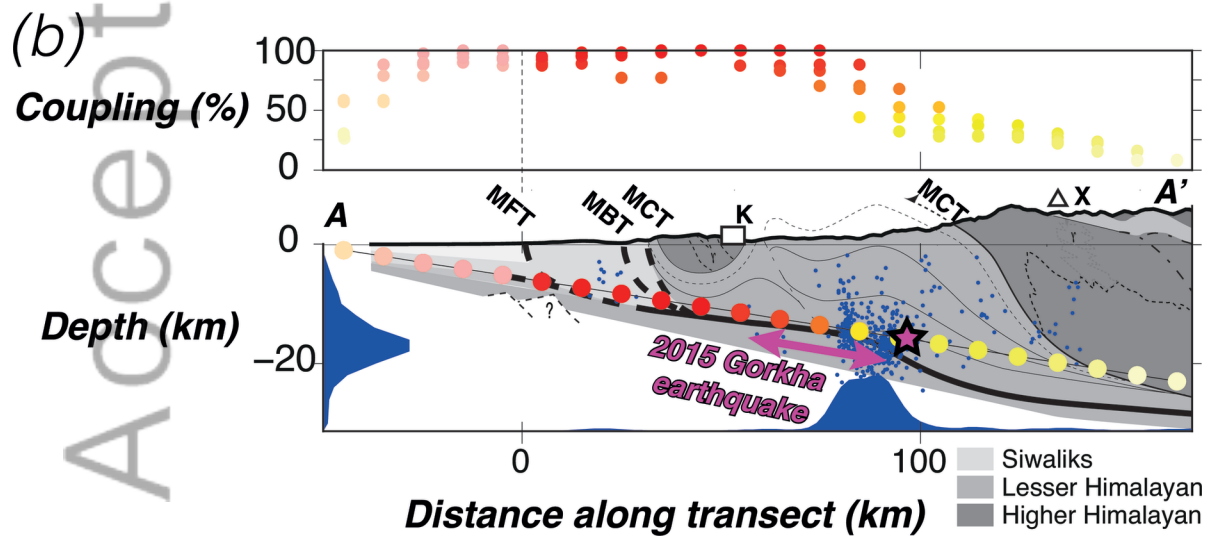 (b)
Accept
100
Coupling (%)
50
0
A
MFT
MBT
MCT
K
MCT
X
A’
0
Depth (km)
?
−20
2015 Gorkha
earthquake
0
100
Distance along transect (km)
Siwaliks
Lesser Himalayan
Higher Himalayan